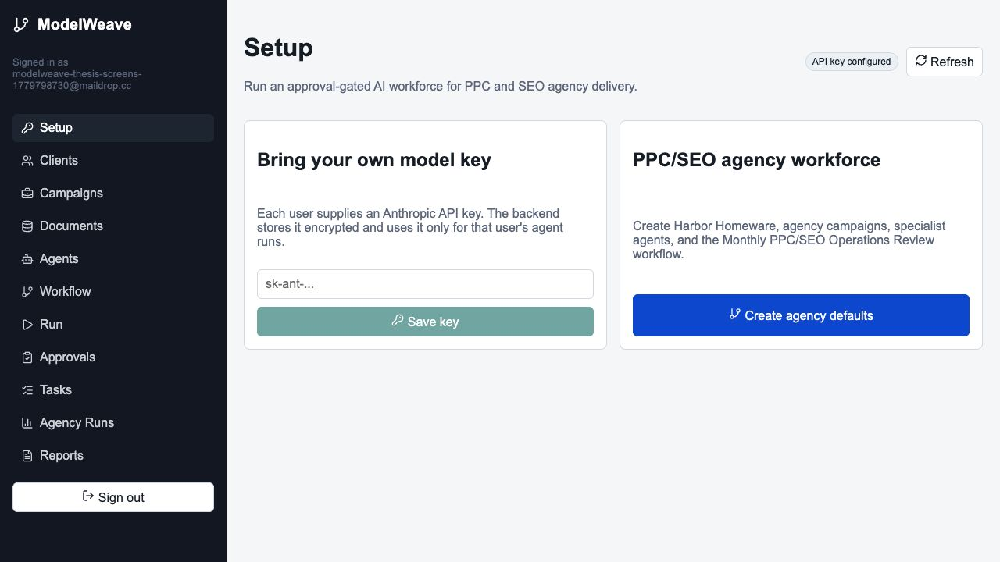 ModelWeave
Signed in as
modelweave-thesis-screens-
1779798730@maildrop.cc
Setup
Clients
Campaigns
Documents
Agents
Workflow
Run
Approvals
Tasks
Agency Runs
Reports
Sign out
Setup
Run an approval-gated AI workforce for PPC and SEO agency delivery.
API key configured
Refresh
Bring your own model key
Each user supplies an Anthropic API key. The backend
stores it encrypted and uses it only for that user's agent
runs.
sk-ant-...
Save key
PPC/SEO agency workforce
Create Harbor Homeware, agency campaigns, specialist
agents, and the Monthly PPC/SEO Operations Review
workflow.
Create agency defaults